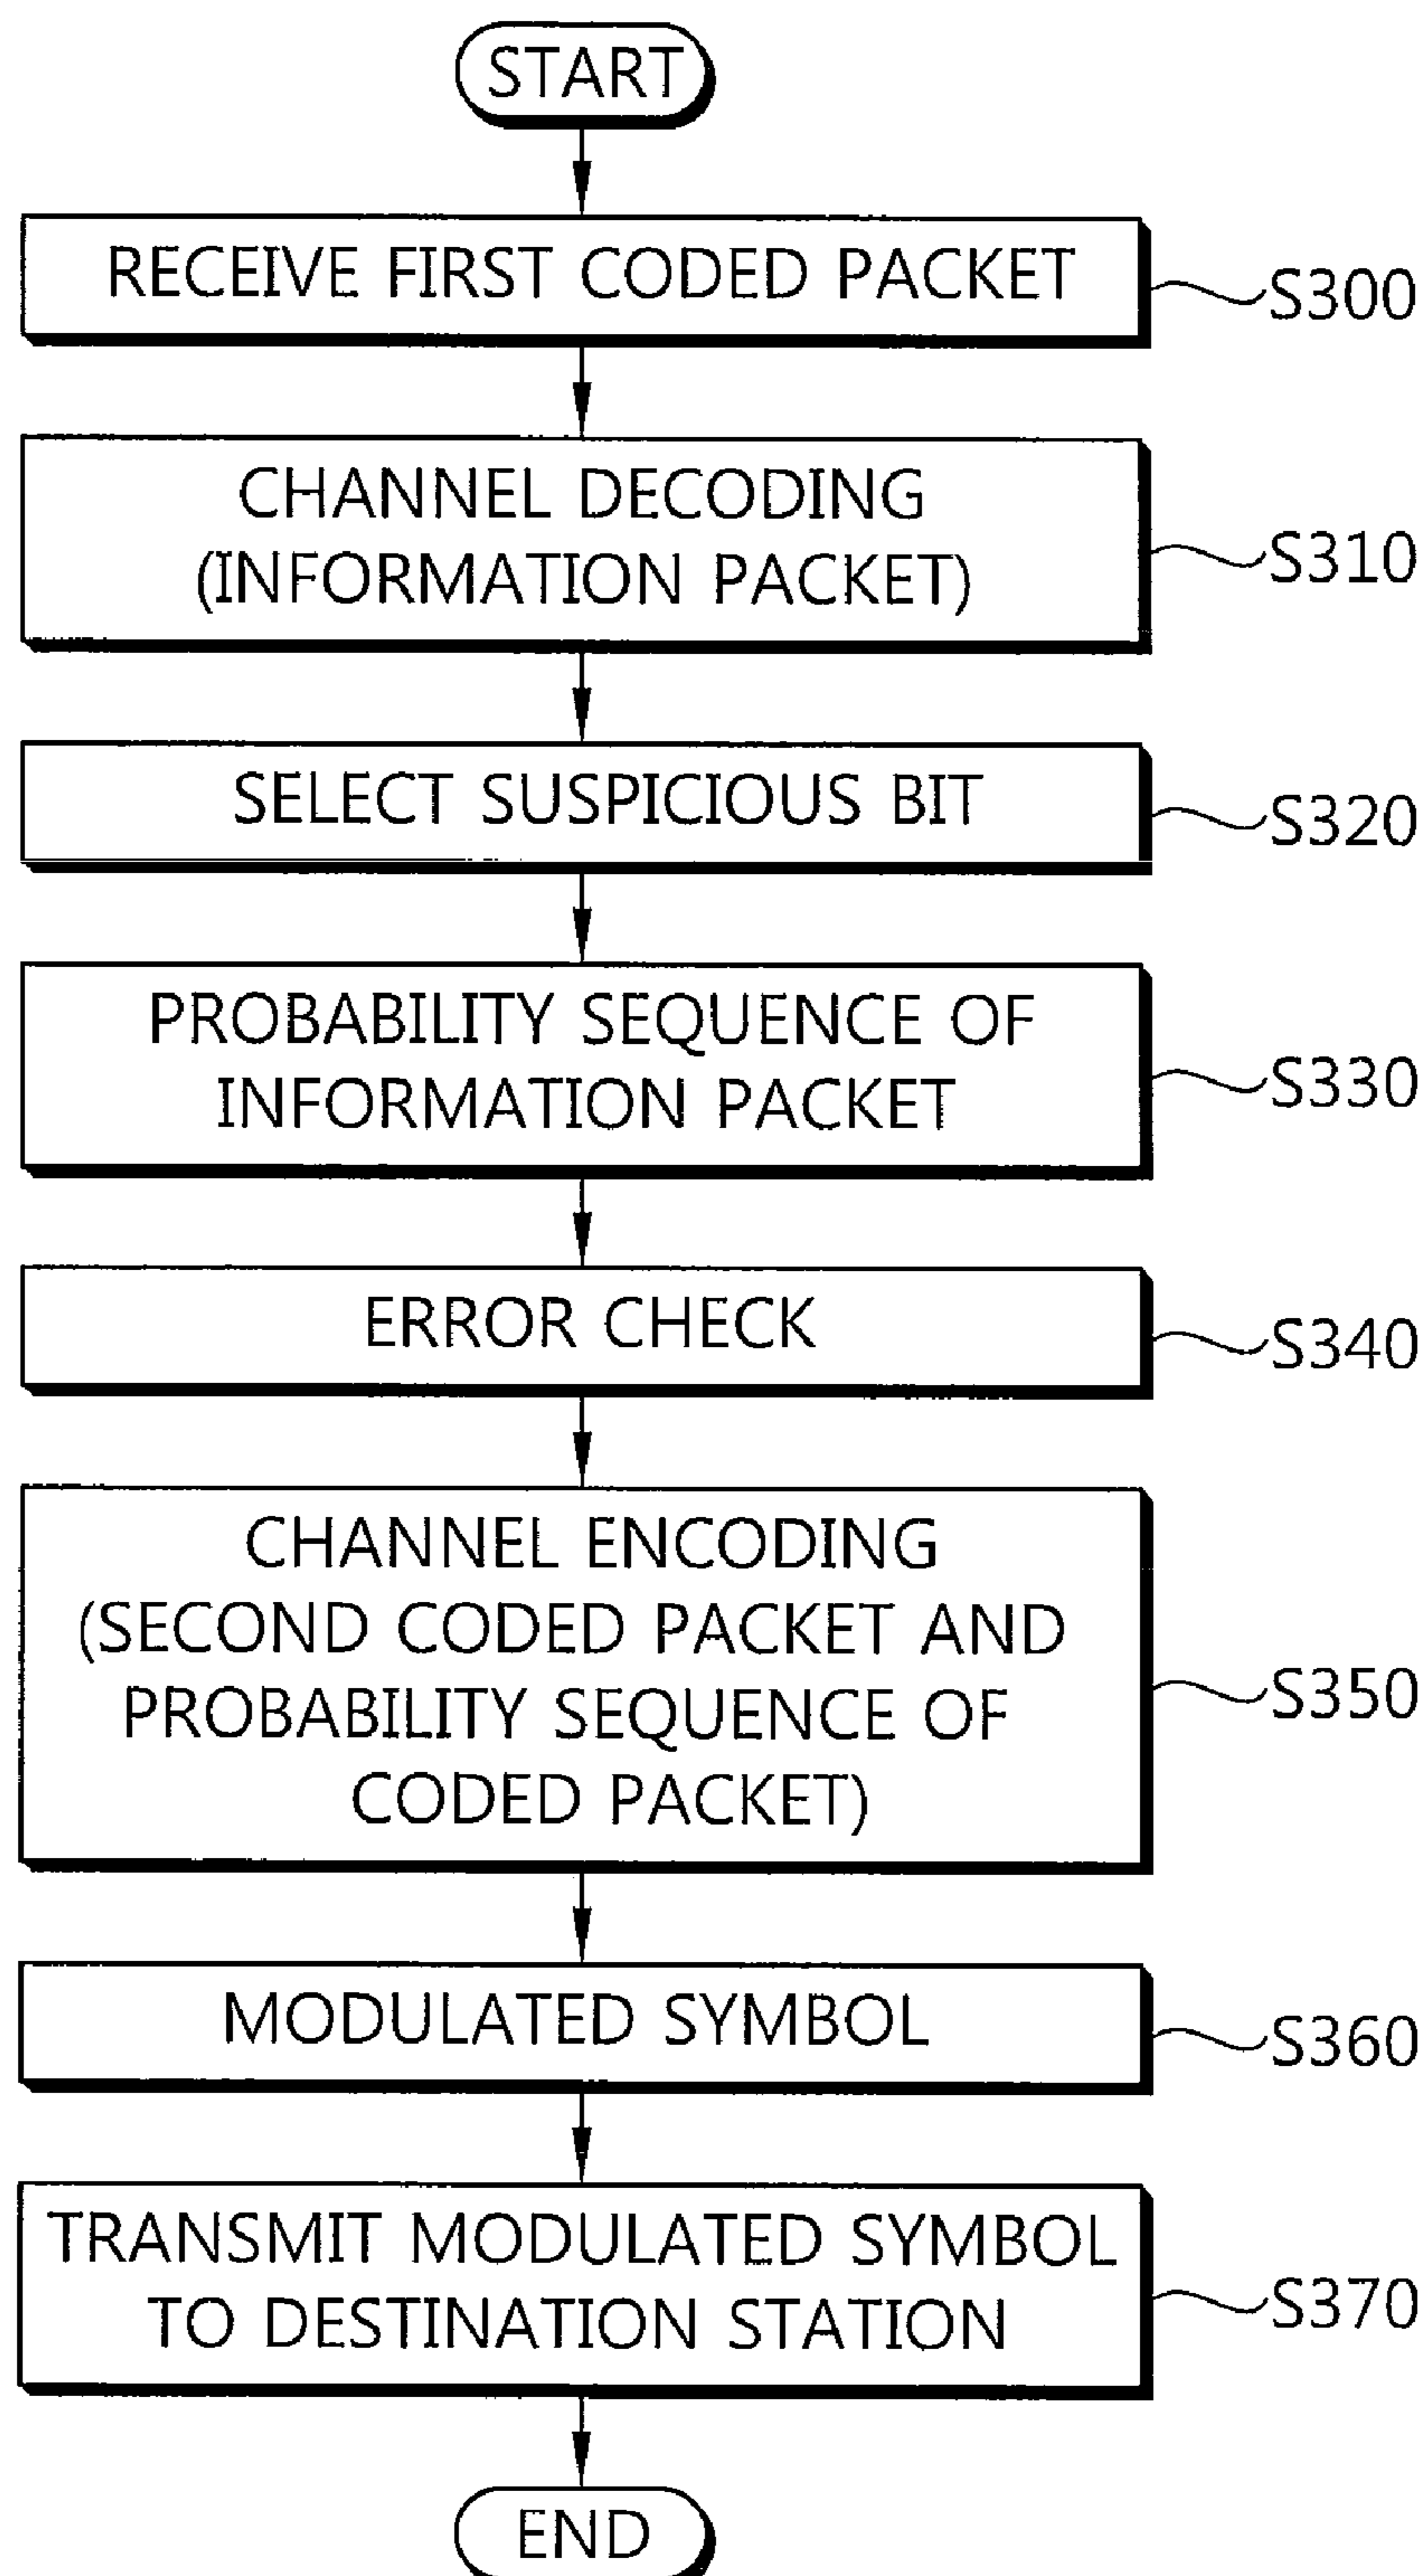 START
RECEIVE FIRST CODED PACKET
S300
CHANNEL DECODING
(INFORMATION PACKET)
S310
SELECT SUSPICIOUS BIT
S320
PROBABILITY SEQUENCE OF
INFORMATION PACKET
S330
ERROR CHECK
S340
CHANNEL ENCODING
(SECOND CODED PACKET AND
PROBABILITY SEQUENCE OF
CODED PACKET)
S350
MODULATED SYMBOL
S360
TRANSMIT MODULATED SYMBOL
TO DESTINATION STATION
S370
END